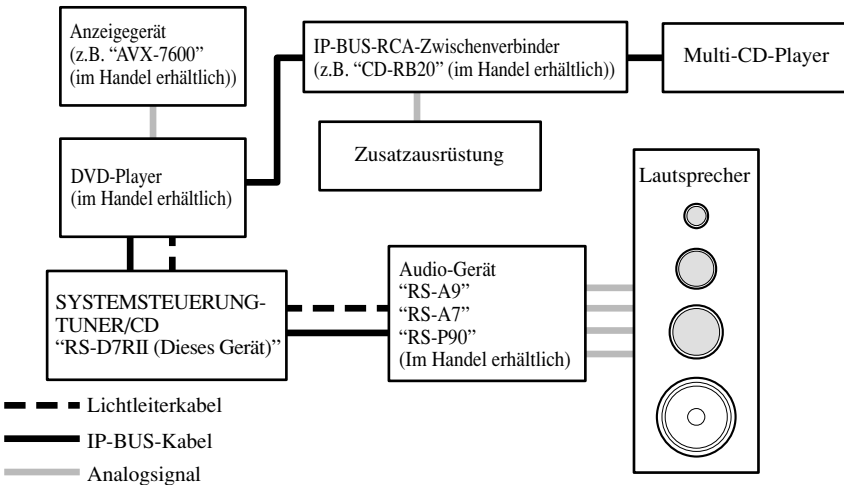 Anzeigegerät
(z.B. “AVX-7600”
(im Handel erhältlich))
IP-BUS-RCA-Zwischenverbinder
(z.B. “CD-RB20” (im Handel erhältlich))
Multi-CD-Player
Zusatzausrüstung
DVD-Player
(im Handel erhältlich)
Lautsprecher
SYSTEMSTEUERUNG-
TUNER/CD
“RS-D7RII (Dieses Gerät)”
Audio-Gerät
“RS-A9”
“RS-A7”
“RS-P90”
(Im Handel erhältlich)
Lichtleiterkabel
IP-BUS-Kabel
Analogsignal